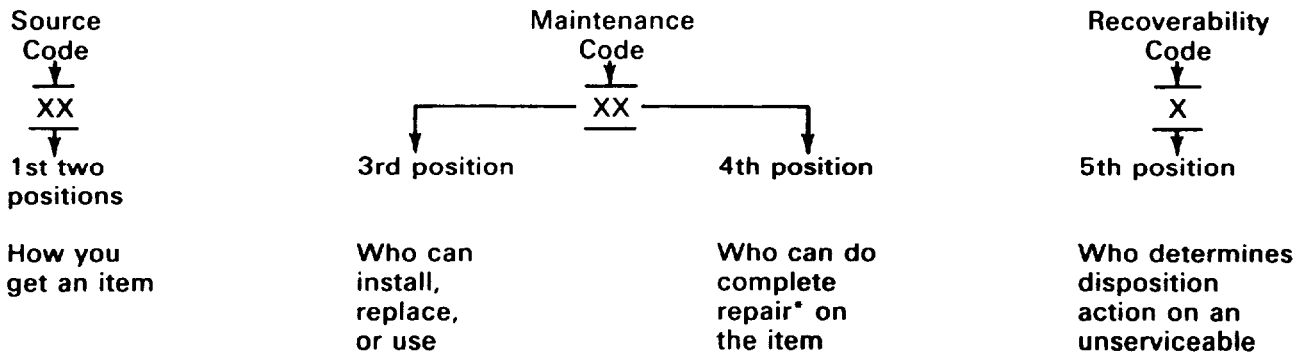 Source
Code
XX
1st two
positions
How you
get an item
Maintenance
Code
XX
3rd position
Who can
install,
replace,
or use
4th position
Who can do
complete
repair* on
the item
Recoverability
Code
X
5th position
Who determines
disposition
action on an
unserviceable